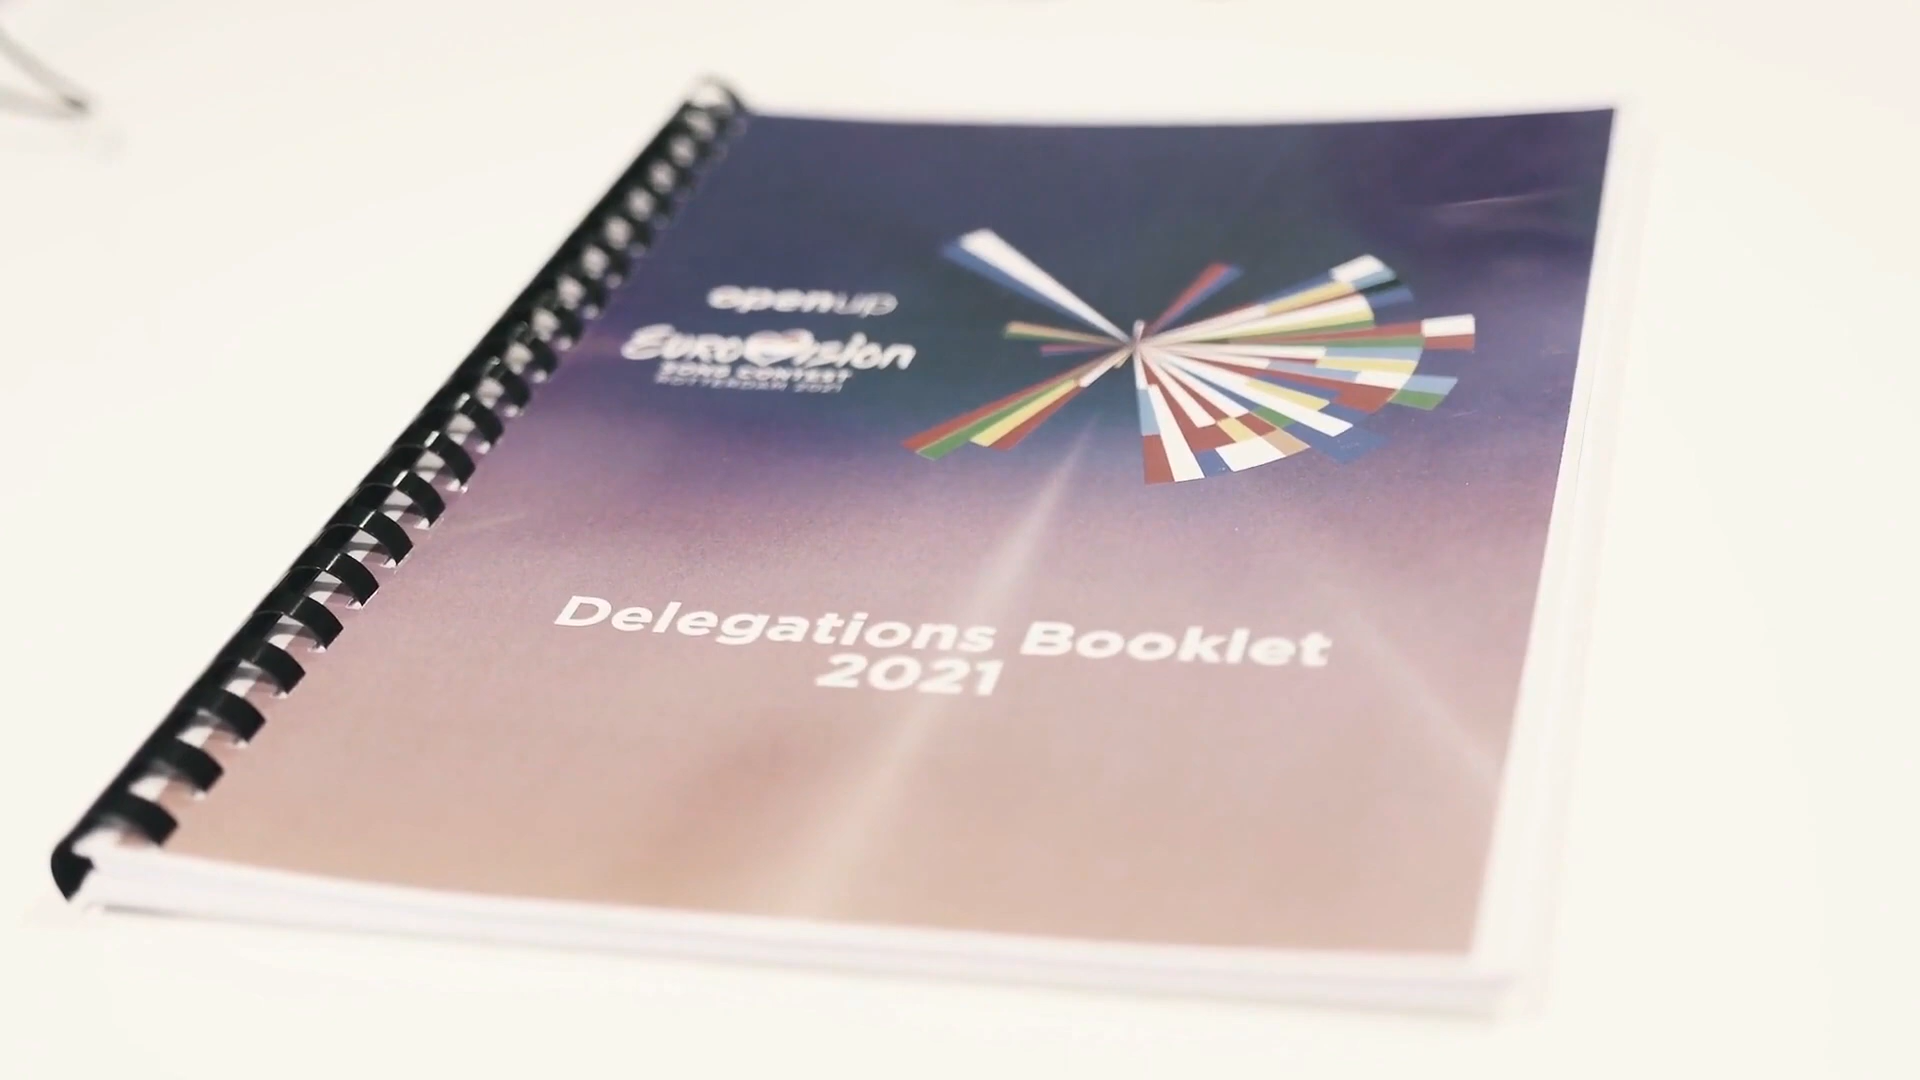 open up
EUROVISION
SONG CONTEST
ROTTERDAM 2021
Delegations Booklet
2021